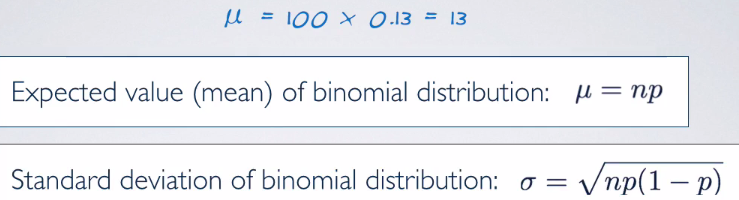 μ = 100 × 0.13 = 13
Expected value (mean) of binomial distribution: μ = np
Standard deviation of binomial distribution: σ = √np(1 − p)